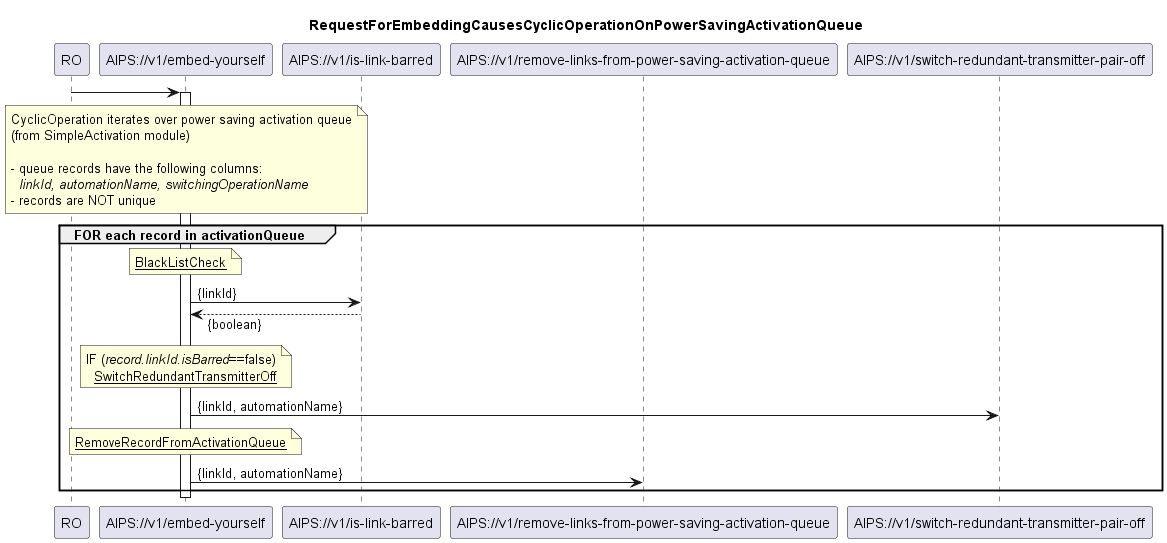 RequestForEmbeddingCausesCyclicOperationOnPowerSavingActivationQueue
RO
AIPS://v1/embed-yourself
AIPS://v1/is-link-barred
AIPS://v1/remove-links-from-power-saving-activation-queue
AIPS://v1/switch-redundant-transmitter-pair-off
CyclicOperation iterates over power saving activation queue
(from SimpleActivation module)
- queue records have the following columns:
linkId, automationName, switchingOperationName
- records are NOT unique
FOR each record in activationQueue
BlackListCheck
{linkId}
{boolean}
IF (record.linkId.isBarred==false)
SwitchRedundantTransmitterOff
{linkId, automationName}
RemoveRecordFromActivationQueue
{linkId, automationName}
RO
AIPS://v1/embed-yourself
AIPS://v1/is-link-barred
AIPS://v1/remove-links-from-power-saving-activation-queue
AIPS://v1/switch-redundant-transmitter-pair-off